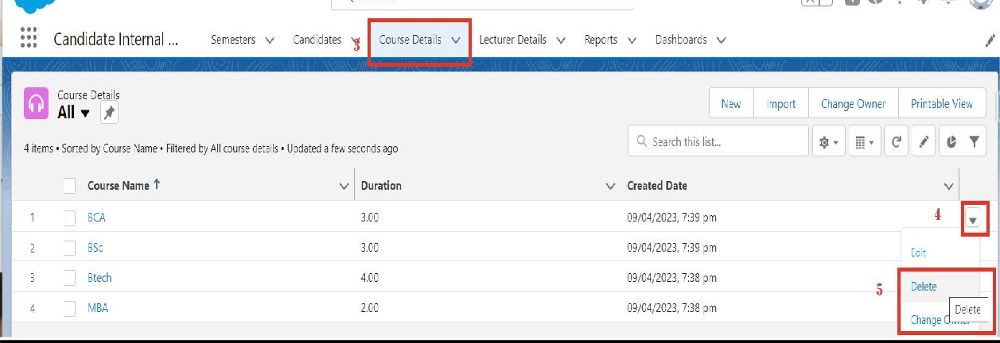 Candidate Internal ...
Semesters
Candidates
3
Course Details
Lecturer Details
Reports
Dashboards
Course Details
All
New
Import
Change Owner
Printable View
4 items • Sorted by Course Name • Filtered by All course details • Updated a few seconds ago
Search this list...
Course Name ↑
Duration
Created Date
1 BCA 3.00 09/04/2023, 7:39 pm
4
2 BSc 3.00 09/04/2023, 7:39 pm
Edit
3 Btech 4.00 09/04/2023, 7:38 pm
5
Delete
4 MBA 2.00 09/04/2023, 7:38 pm
Delete
Change